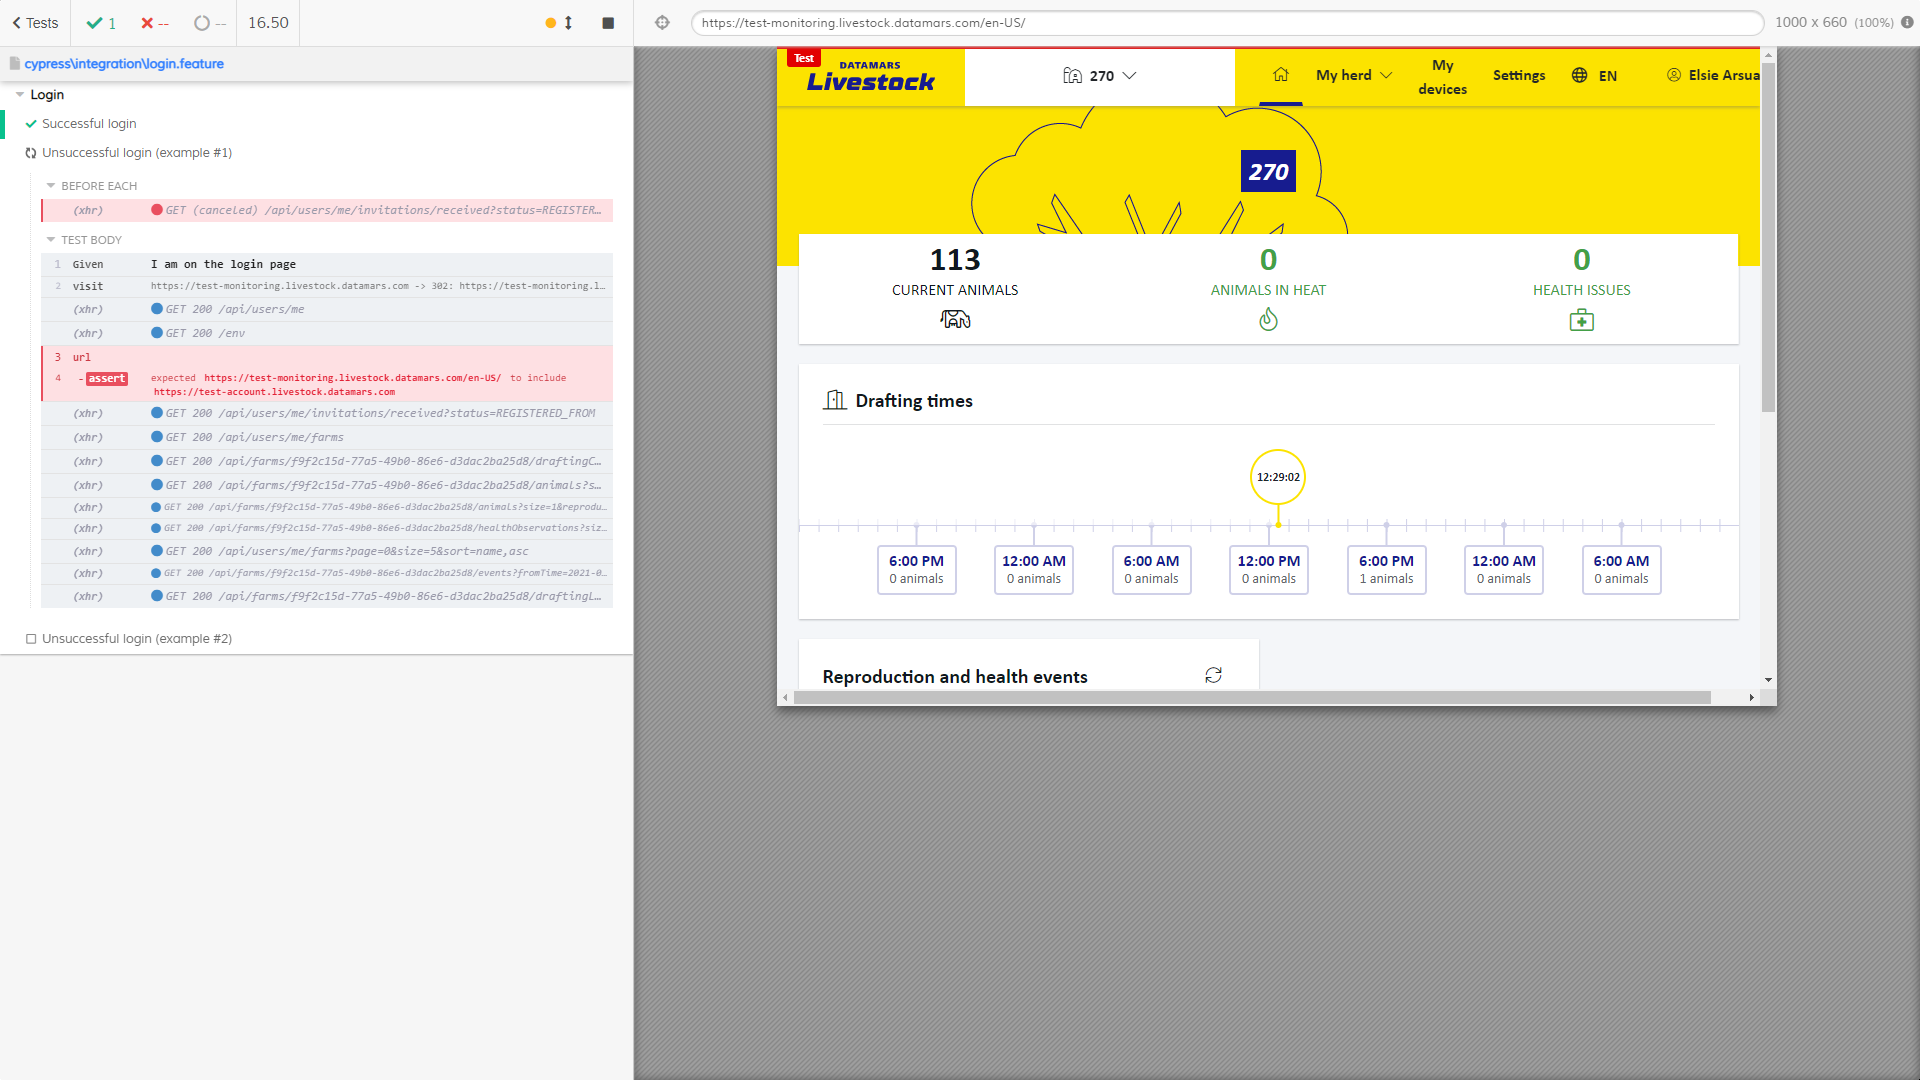 Tests
1
--
--
16.50
https://test-monitoring.livestock.datamars.com/en-US/
1000 x 660 (100%)
cypress\integration\login.feature
Login
Successful login
Unsuccessful login (example #1)
BEFORE EACH
(xhr) GET (canceled) /api/users/me/invitations/received?status=REGISTER...
TEST BODY
1 Given I am on the login page
2 visit https://test-monitoring.livestock.datamars.com -> 302: https://test-monitoring.l...
(xhr) GET 200 /api/users/me
(xhr) GET 200 /env
3 url
4 -assert expected https://test-monitoring.livestock.datamars.com/en-US/ to include
https://test-account.livestock.datamars.com
(xhr) GET 200 /api/users/me/invitations/received?status=REGISTERED_FROM
(xhr) GET 200 /api/users/me/farms
(xhr) GET 200 /api/farms/f9f2c15d-77a5-49b0-86e6-d3dac2ba25d8/draftingC...
(xhr) GET 200 /api/farms/f9f2c15d-77a5-49b0-86e6-d3dac2ba25d8/animals?s...
(xhr) GET 200 /api/farms/f9f2c15d-77a5-49b0-86e6-d3dac2ba25d8/animals?size=1&reprodu...
(xhr) GET 200 /api/farms/f9f2c15d-77a5-49b0-86e6-d3dac2ba25d8/healthObservations?siz...
(xhr) GET 200 /api/users/me/farms?page=0&size=5&sort=name,asc
(xhr) GET 200 /api/farms/f9f2c15d-77a5-49b0-86e6-d3dac2ba25d8/events?fromTime=2021-0...
(xhr) GET 200 /api/farms/f9f2c15d-77a5-49b0-86e6-d3dac2ba25d8/draftingL...
Unsuccessful login (example #2)
Test
DATAMARS
Livestock
270
My herd
My devices
Settings
EN
Elsie Arsua
270
113
CURRENT ANIMALS
0
ANIMALS IN HEAT
0
HEALTH ISSUES
Drafting times
12:29:02
6:00 PM
0 animals
12:00 AM
0 animals
6:00 AM
0 animals
12:00 PM
0 animals
6:00 PM
1 animals
12:00 AM
0 animals
6:00 AM
0 animals
Reproduction and health events